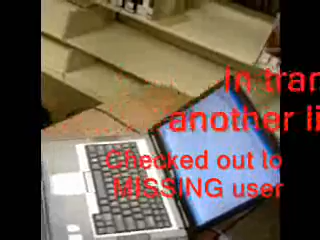 In tran
another li
Checked out to
MISSING user